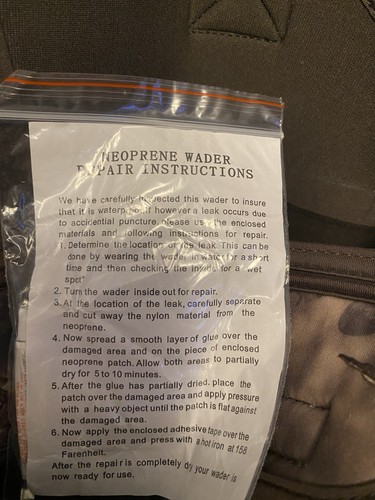 NEOPRENE WADER
REPAIR INSTRUCTIONS
We have carefully inspected this wader to insure
that it is waterproof if however a leak occurs due
to accidential puncture, please use the enclosed
materials and following instructions for repair.
1. Determine the location of the leak. This can be
done by wearing the wader in water for a short
time and then checking the inside for a "wet
spot"
2. Turn the wader inside out for repair.
3. At the location of the leak, carefully separate
and cut away the nylon material from the
neoprene.
4. Now spread a smooth layer of glue over the
damaged area and on the piece of enclosed
neoprene patch. Allow both areas to partially
dry for 5 to 10 minutes.
5. After the glue has partially dried, place the
patch over the damaged area and apply pressure
with a heavy object until the patch is flat against
the damaged area.
6. Now apply the enclosed adhesive tape over the
damaged area and press with a hot iron at 158
Farenheit.
After the repair is completely dry your wader is
now ready for use.